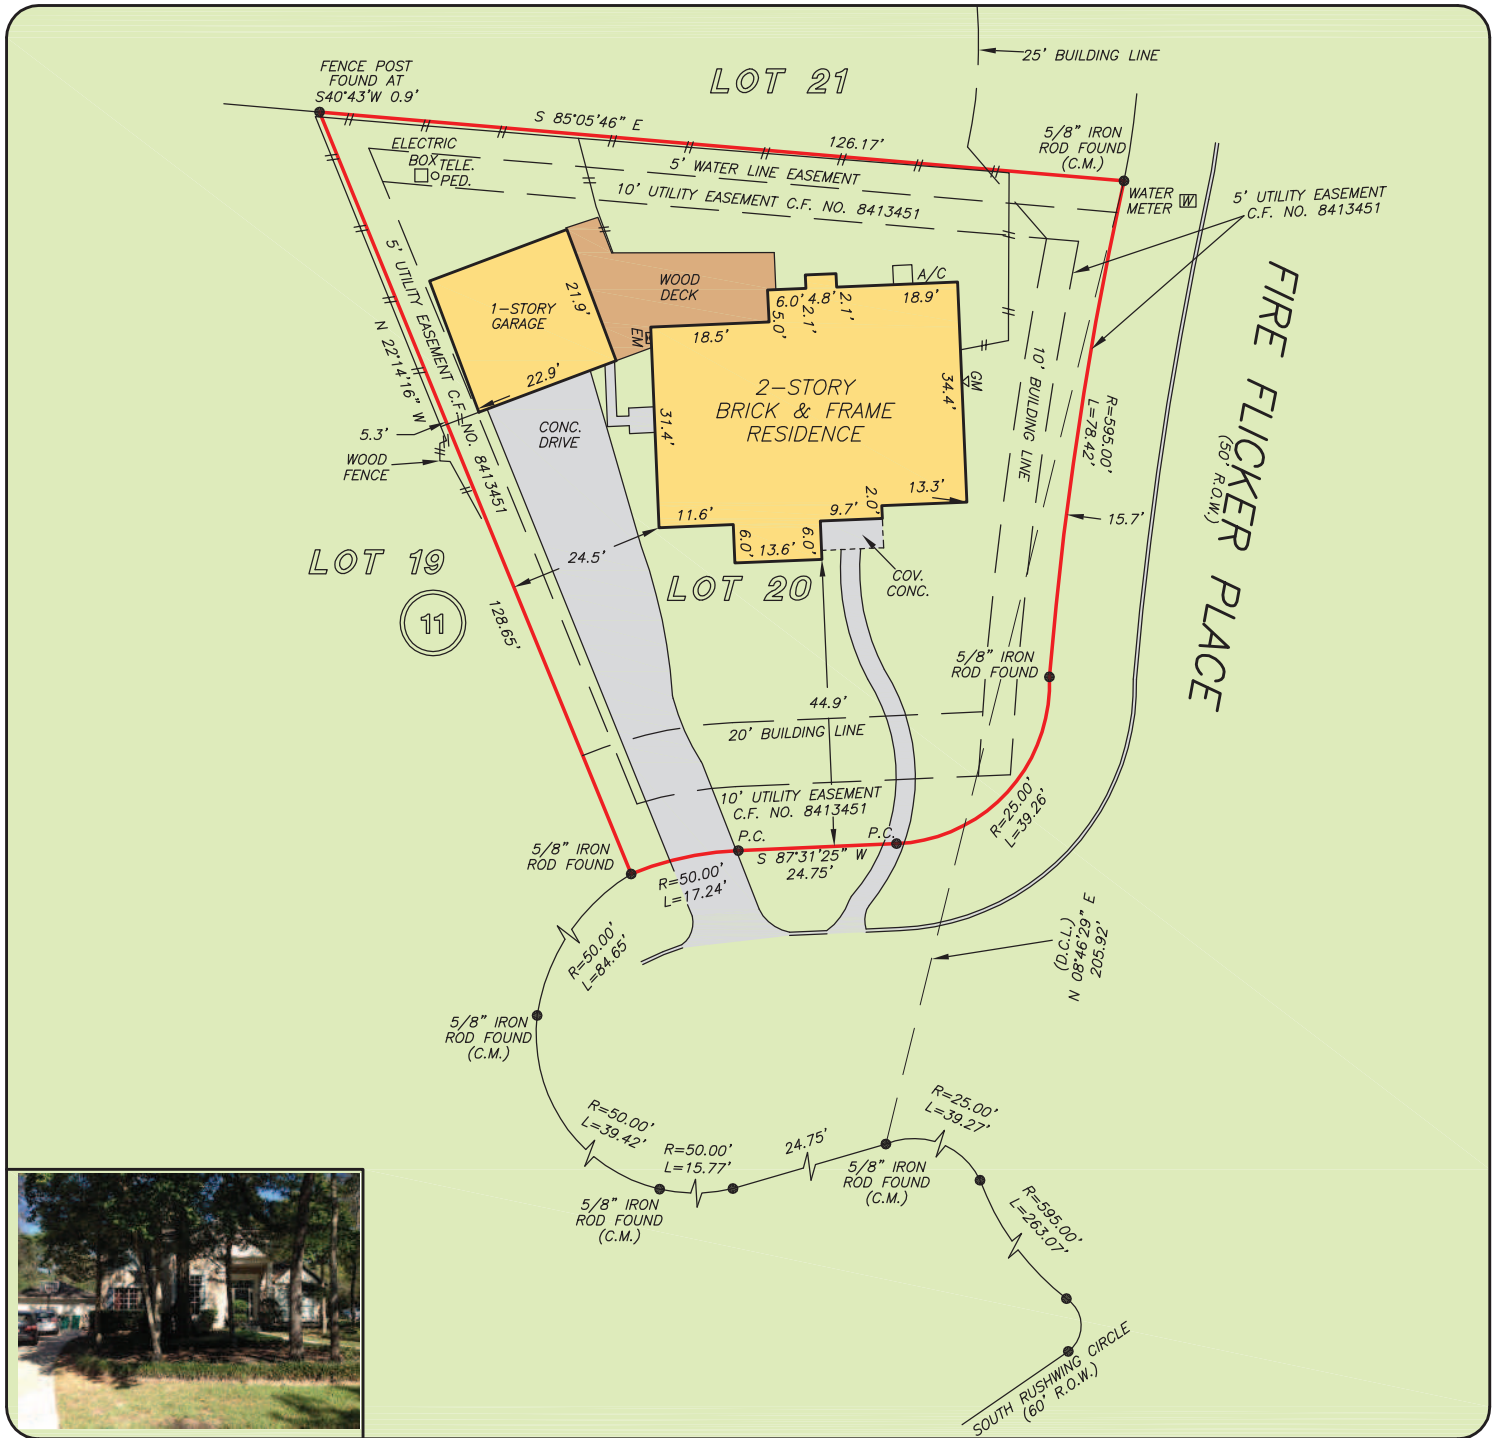 25' BUILDING LINE
LOT 21
FENCE POST
FOUND AT
S40°43'W 0.9'
S 85°05'46" E
126.17'
5/8" IRON
ROD FOUND
(C.M.)
ELECTRIC
BOX
TELE.
PED.
5' WATER LINE EASEMENT
10' UTILITY EASEMENT C.F. NO. 8413451
WATER
METER
W
5' UTILITY EASEMENT
C.F. NO. 8413451
5' UTILITY EASEMENT C.F. NO. 8413451
N 22°14'16" W
128.65'
1-STORY
GARAGE
21.9'
22.9'
WOOD
DECK
EM
A/C
6.0'
4.8'
2.1'
2.1'
5.0'
18.9'
18.5'
2-STORY
BRICK & FRAME
RESIDENCE
34.4'
GM
31.4'
11.6'
6.0'
13.6'
6.0'
9.7'
2.0'
13.3'
10' BUILDING LINE
R=595.00'
L=78.42'
FIRE FLICKER PLACE
(50' R.O.W.)
15.7'
5.3'
WOOD
FENCE
CONC.
DRIVE
24.5'
LOT 19
11
LOT 20
COV.
CONC.
5/8" IRON
ROD FOUND
44.9'
20' BUILDING LINE
10' UTILITY EASEMENT
C.F. NO. 8413451
P.C.
P.C.
S 87°31'25" W
24.75'
R=25.00'
L=39.26'
5/8" IRON
ROD FOUND
R=50.00'
L=17.24'
R=50.00'
L=84.65'
(D.C.L.)
N 08°46'29" E
205.92'
5/8" IRON
ROD FOUND
(C.M.)
R=50.00'
L=39.42'
R=50.00'
L=15.77'
24.75'
R=25.00'
L=39.27'
5/8" IRON
ROD FOUND
(C.M.)
5/8" IRON
ROD FOUND
(C.M.)
R=595.00'
L=263.07'
SOUTH RUSHWING CIRCLE
(60' R.O.W.)